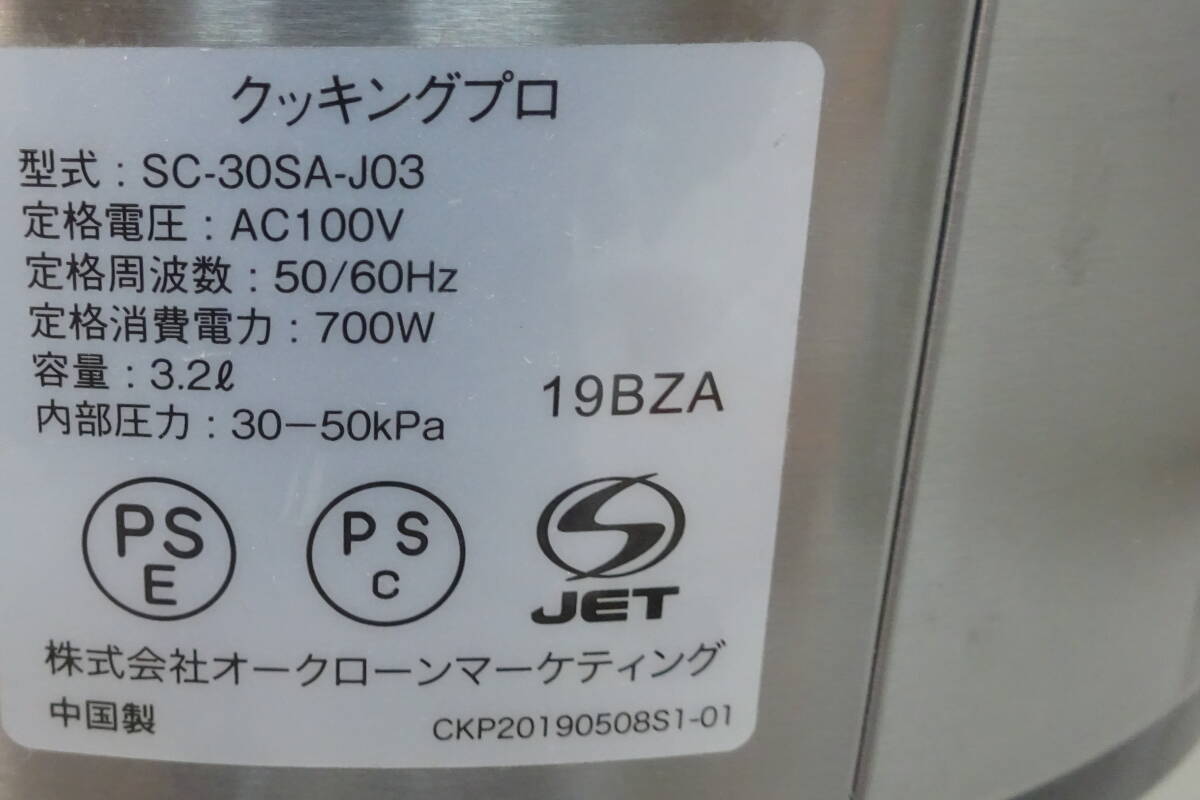 クッキングプロ
型式 : SC-30SA-J03
定格電圧 : AC100V
定格周波数 : 50/60Hz
定格消費電力 : 700W
容量 : 3.2ℓ
内部圧力 : 30－50kPa
19BZA
PS E
PS C
JET
株式会社オークローンマーケティング
中国製
CKP20190508S1-01